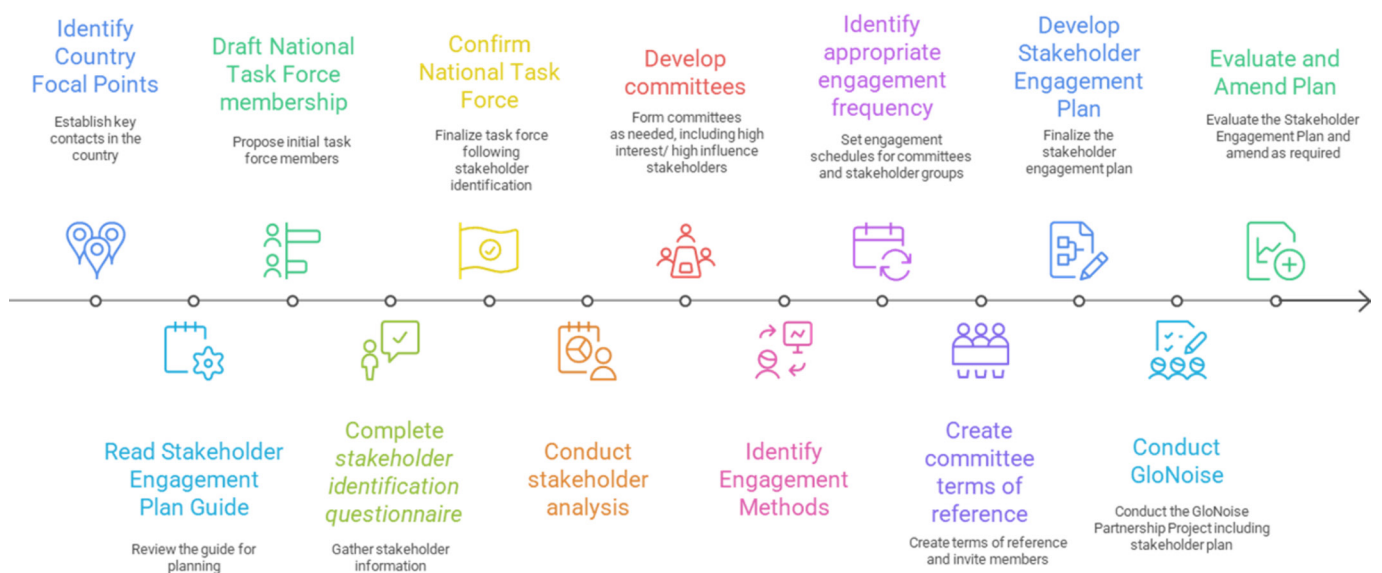 Identify
Country
Focal Points
Establish key
contacts in the
country
Draft National
Task Force
membership
Propose initial task
force members
Confirm
National Task
Force
Finalize task force
following
stakeholder
identification
Develop
committees
Form committees
as needed, including high
interest/ high influence
stakeholders
Identify
appropriate
engagement
frequency
Set engagement
schedules for committees
and stakeholder groups
Develop
Stakeholder
Engagement
Plan
Finalize the
stakeholder
engagement plan
Evaluate and
Amend Plan
Evaluate the Stakeholder
Engagement Plan and
amend as required
Read Stakeholder
Engagement
Plan Guide
Review the guide for
planning
Complete
stakeholder
identification
questionnaire
Gather stakeholder
information
Conduct
stakeholder
analysis
Identify
Engagement
Methods
Create
committee
terms of
reference
Create terms of reference
and invite members
Conduct
GloNoise
Conduct the GloNoise
Partnership Project including
stakeholder plan